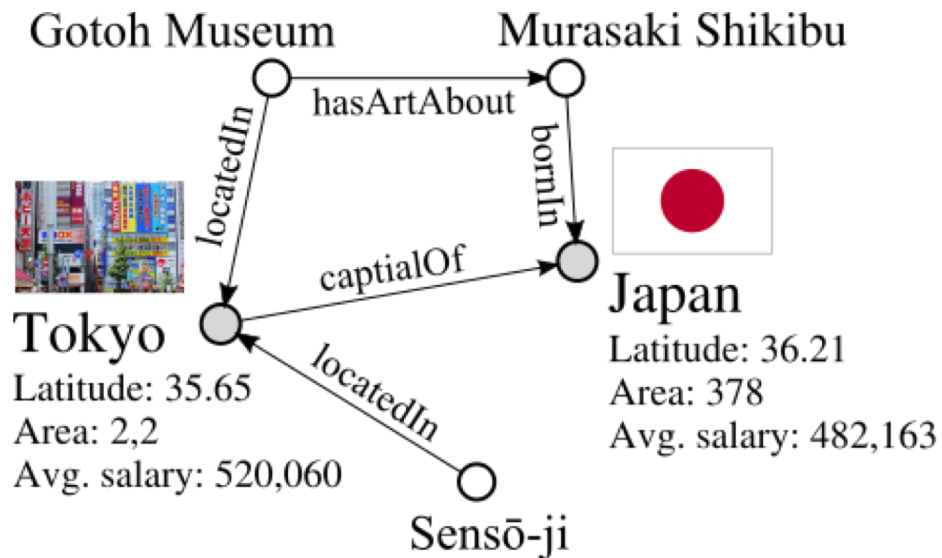 Gotoh Museum
Murasaki Shikibu
hasArtAbout
locatedIn
bornIn
captialOf
Tokyo
Latitude: 35.65
Area: 2,2
Avg. salary: 520,060
Japan
Latitude: 36.21
Area: 378
Avg. salary: 482,163
locatedIn
Sensō-ji